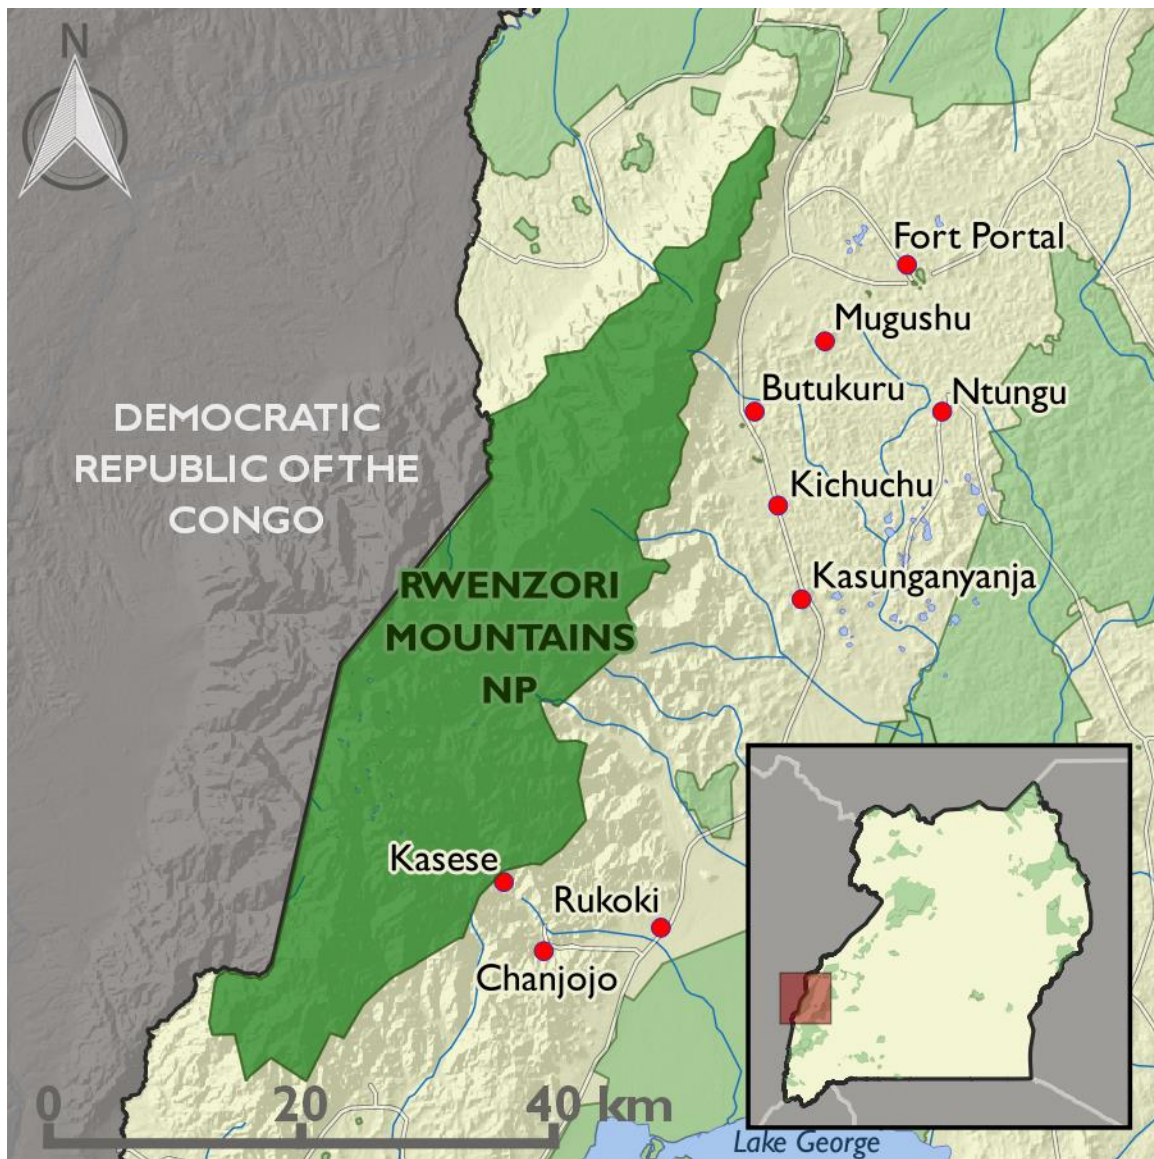 N
Fort Portal
Mugushu
Butukuru
Ntungu
DEMOCRATIC
REPUBLIC OF THE
CONGO
Kichuchu
Kasunganyanja
RWENZORI
MOUNTAINS
NP
Kasese
Rukoki
Chanjojo
0 20 40 km
Lake George